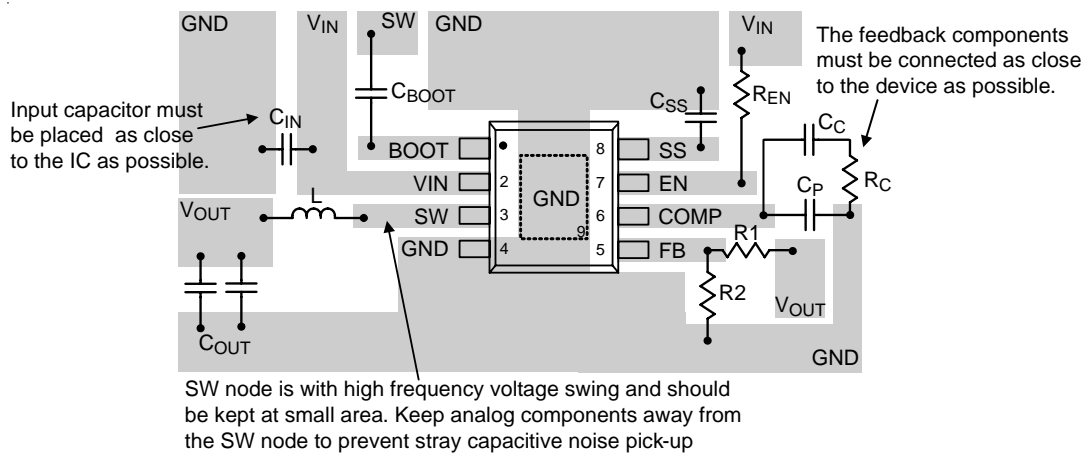 GND
VIN
SW
GND
VIN
The feedback components
must be connected as close
to the device as possible.
Input capacitor must
be placed as close
to the IC as possible.
CIN
CBOOT
CSS
REN
CC
RC
CP
BOOT
VIN
SW
GND
2
3
4
GND
9
8
7
6
5
SS
EN
COMP
FB
L
VOUT
COUT
R1
R2
VOUT
GND
SW node is with high frequency voltage swing and should
be kept at small area. Keep analog components away from
the SW node to prevent stray capacitive noise pick-up